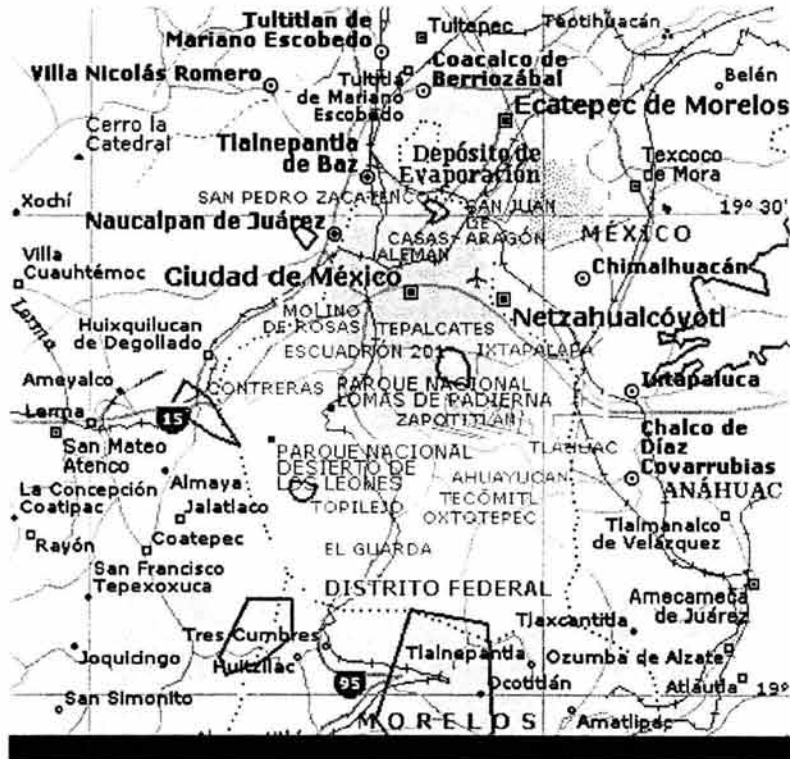 Tultitlan de
Mariano Escobedo
Tultepec
Teotihuacán
Villa Nicolás Romero
Tultitla
de Mariano
Escobedo
Coacalco de
Berriozábal
Belén
Ecatepec de Morelos
Cerro la
Catedral
Tlalnepantla
de Baz
Depósito de
Evaporación
Texcoco
de Mora
Xochí
SAN PEDRO ZACATENCO
SAN JUAN
DE
ARAGÓN
19° 30'
Naucalpan de Juárez
CASAS
ALEMÁN
MÉXICO
Villa
Cuauhtémoc
Ciudad de México
Chimalhuacán
Lerma
MOLINO
DE ROSAS
TEPALCATES
Netzahualcóyotl
Huixquilucan
de Degollado
ESCUADRÓN 201
IXTAPALAPA
Ameyalco
CONTRERAS
PARQUE NACIONAL
LOMAS DE PADIERNA
Ixtapaluca
Lerma
15
ZAPOTITLÁN
San Mateo
Atenco
PARQUE NACIONAL
DESIERTO DE
LOS LEONES
TLAHUAC
Chalco de
Díaz
Covarrubias
La Concepción
Coatipac
Almaya
AHUAYUCAN
TECÓMITL
OXTOTEPEC
ANÁHUAC
Jalatlaco
TOPILEJO
Rayón
Coatepec
Tlalmanalco
de Velázquez
San Francisco
Tepexoxuca
EL GUARDA
DISTRITO FEDERAL
Amecameca
de Juárez
Tlaxcantitla
Tres Cumbres
Joquicingo
Huitzilac
Tlalnepantla
Ozumba de Alzate
95
Ocotitlán
Atlautla
19°
San Simonito
MORELOS
Amatlipac